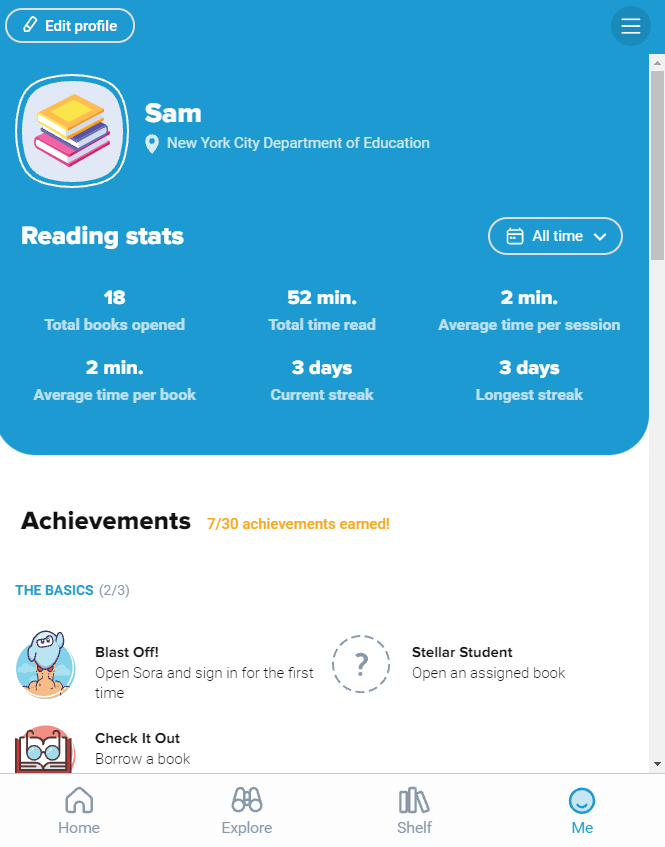 Edit profile
Sam
New York City Department of Education
Reading stats
All time
18
Total books opened
52 min.
Total time read
2 min.
Average time per session
2 min.
Average time per book
3 days
Current streak
3 days
Longest streak
Achievements 7/30 achievements earned!
THE BASICS (2/3)
Blast Off!
Open Sora and sign in for the first
time
?
Stellar Student
Open an assigned book
Check It Out
Borrow a book
Home
Explore
Shelf
Me